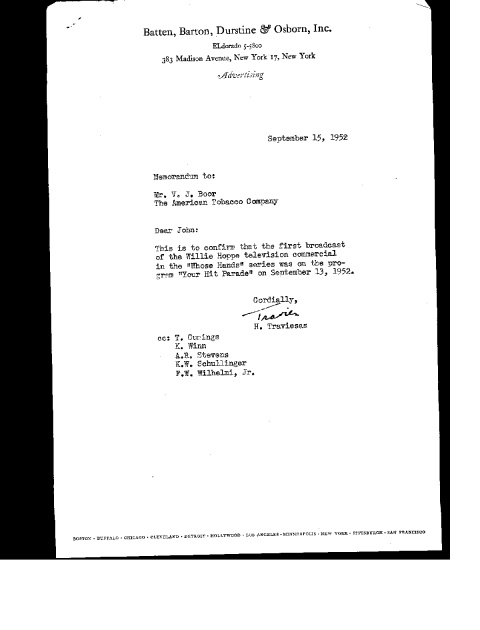 Batten, Barton, Durstine & Osborn, Inc.
ELdorado 5-5800
383 Madison Avenue, New York 17, New York
Advertising
September 15, 1952
Memorandum to:
Mr. V. J. Boor
The American Tobacco Company
Dear John:
This is to confirm that the first broadcast
of the Willie Hoppe television commercial
in the "Whose Hands" series was on the pro-
gram "Your Hit Parade" on September 13, 1952.
Cordially,
Travies
H. Traviesas
cc: T. Cumings
K. Winn
A.R. Stevens
K.W. Schullinger
F.W. Wilhelmi, Jr.
BOSTON · BUFFALO · CHICAGO · CLEVELAND · DETROIT · HOLLYWOOD · LOS ANGELES · MINNEAPOLIS · NEW YORK · PITTSBURGH · SAN FRANCISCO